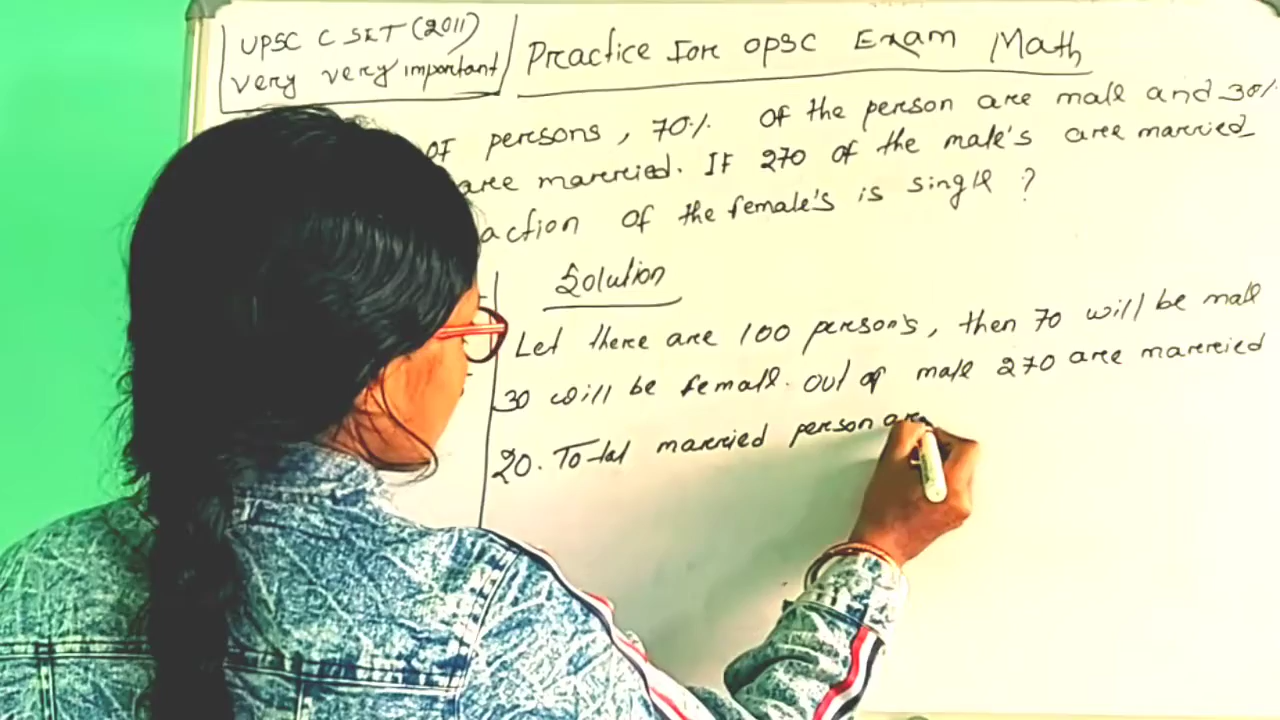 UPSC C SET (2011)
very very important
Practice For OPSC Exam Math
of persons, 70% of the person are male and 30%
are married. If 270 of the male's are married
action of the female's is single ?
Solution
Let there are 100 person's, then 70 will be male
30 will be female. out of male 270 are married
20. Total married person are